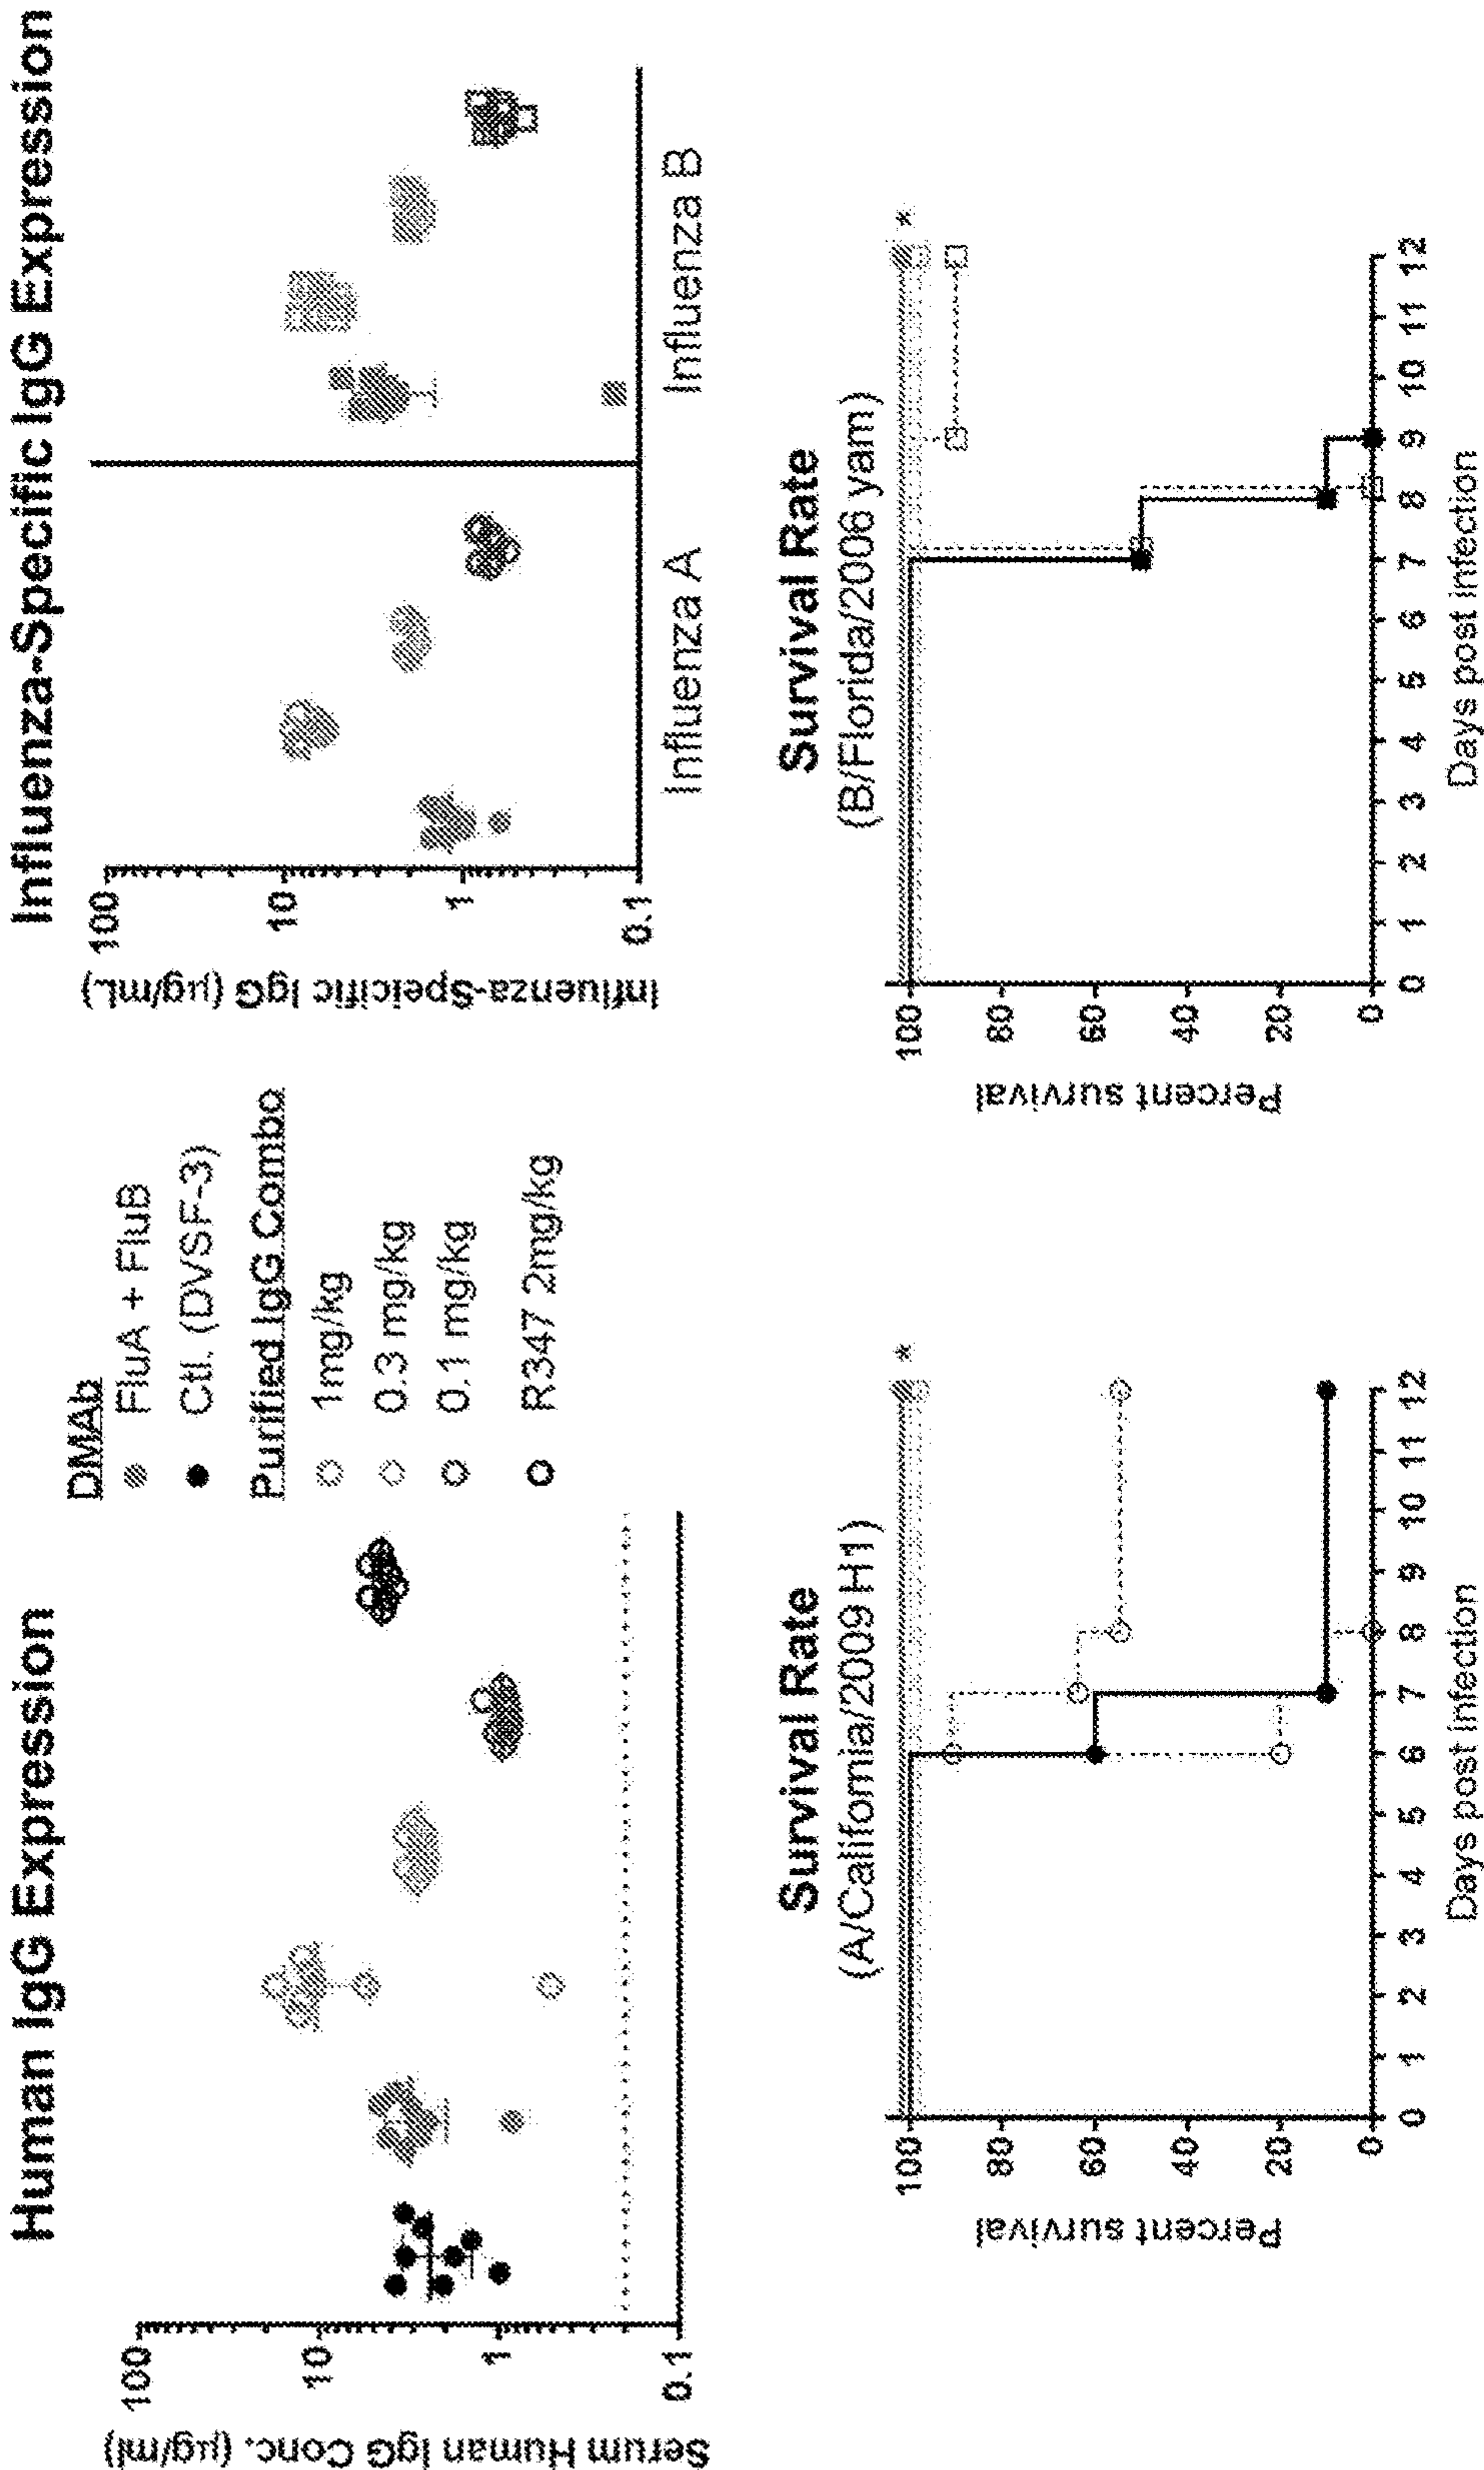 Human IgG Expression
Serum Human IgG Conc. (µg/ml)
100
10
1
0.1
DMAb
FluA + FluB
Ctl. (DVSF-3)
Purified IgG Combo
1mg/kg
0.3 mg/kg
0.1 mg/kg
R347 2mg/kg
Influenza-Specific IgG Expression
Influenza-Speicific IgG (µg/mL)
100
10
1
0.1
Influenza A
Influenza B
Survival Rate
(A/California/2009 H1)
Percent survival
100
80
60
40
20
0
*
0 1 2 3 4 5 6 7 8 9 10 11 12
Days post infection
Survival Rate
(B/Florida/2006 yam)
Percent survival
100
80
60
40
20
0
*
0 1 2 3 4 5 6 7 8 9 10 11 12
Days post infection